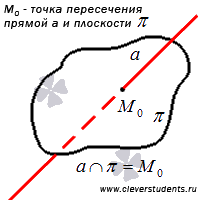 M₀ - точка пересечения
прямой a и плоскости π
a
M₀
π
a ∩ π = M₀
www.cleverstudents.ru